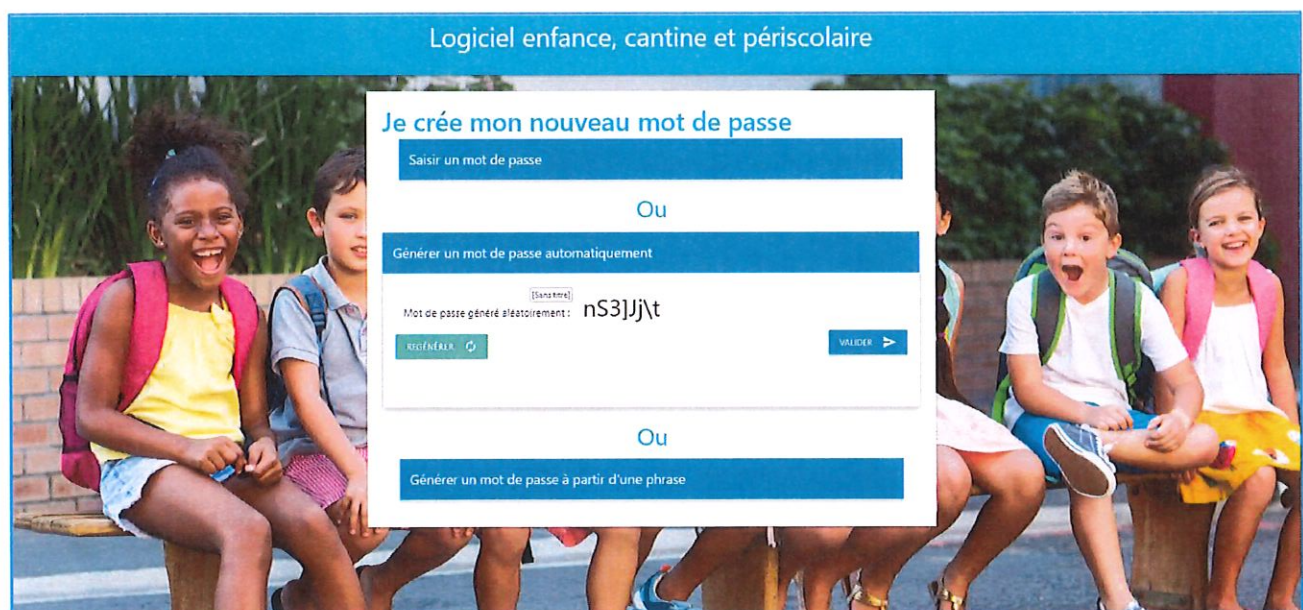 Logiciel enfance, cantine et périscolaire
Je crée mon nouveau mot de passe
Saisir un mot de passe
Ou
Générer un mot de passe automatiquement
[Sans titre]
Mot de passe généré aléatoirement : nS3]Jj\t
REGÉNÉRER
VALIDER
Ou
Générer un mot de passe à partir d'une phrase